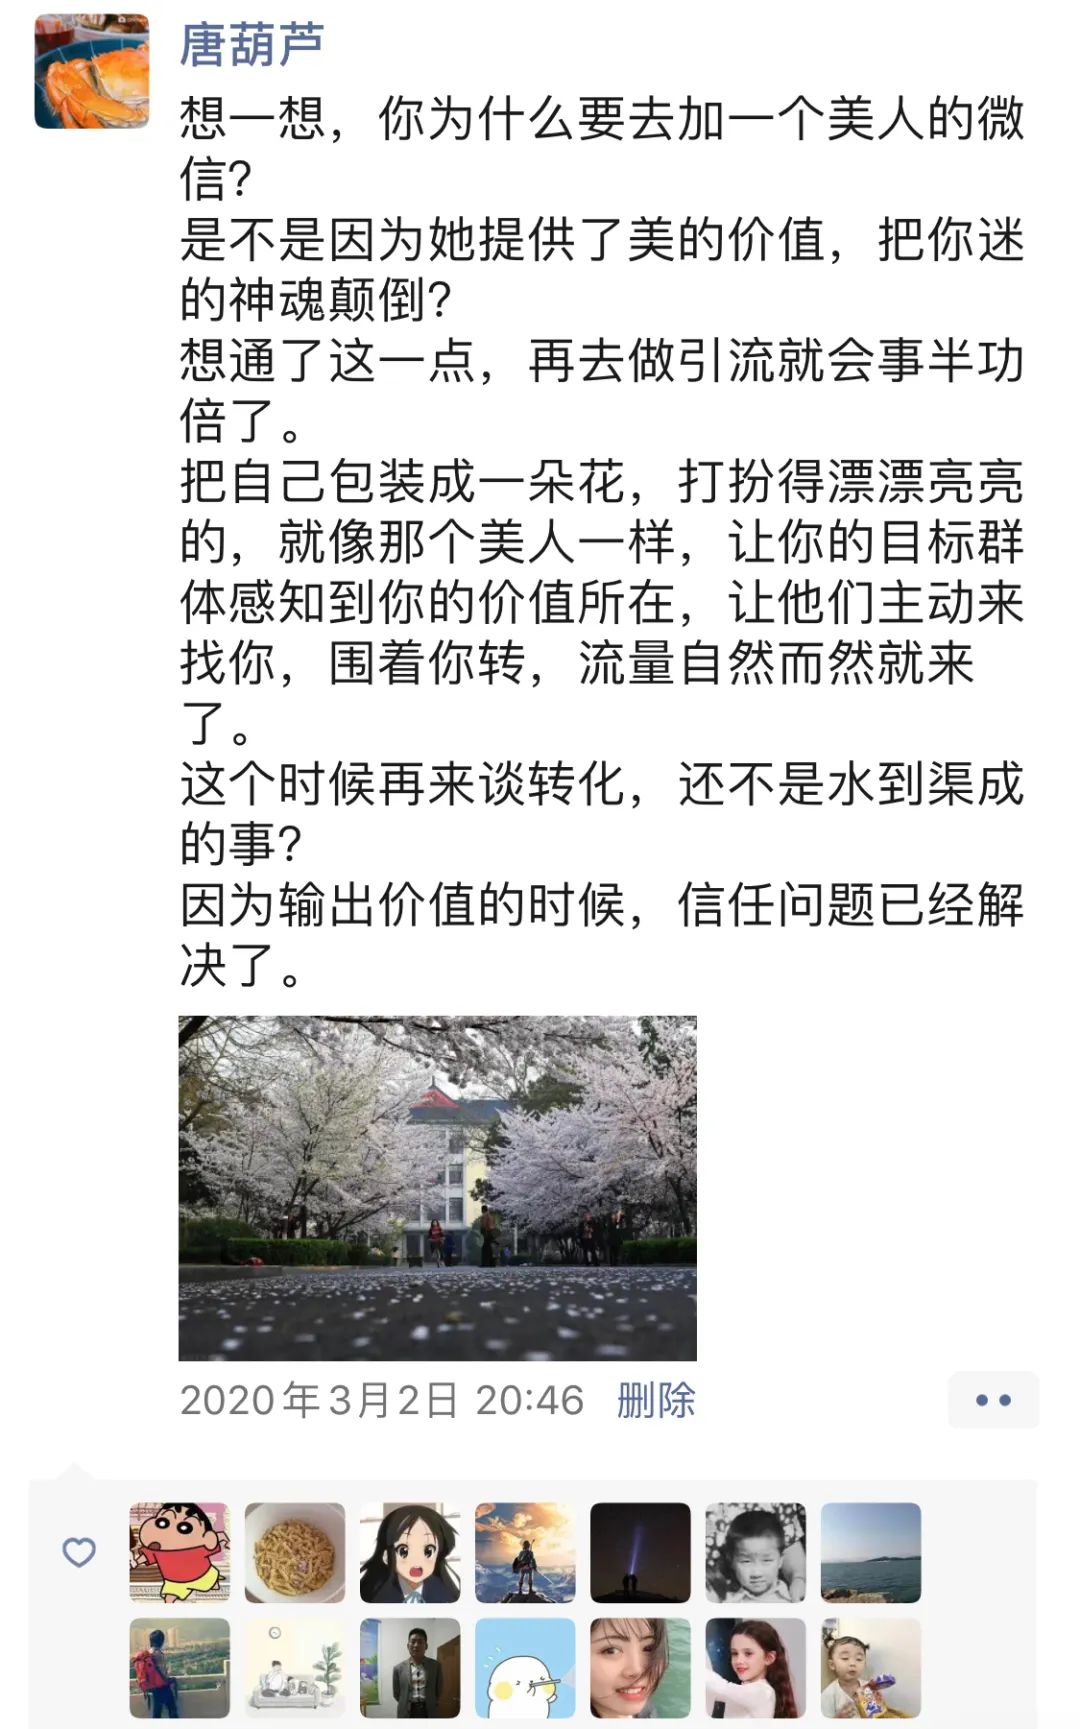 唐葫芦
想一想，你为什么要去加一个美人的微
信？
是不是因为她提供了美的价值，把你迷
的神魂颠倒？
想通了这一点，再去做引流就会事半功
倍了。
把自己包装成一朵花，打扮得漂漂亮亮
的，就像那个美人一样，让你的目标群
体感知到你的价值所在，让他们主动来
找你，围着你转，流量自然而然就来
了。
这个时候再来谈转化，还不是水到渠成
的事？
因为输出价值的时候，信任问题已经解
决了。
2020年3月2日 20:46 删除